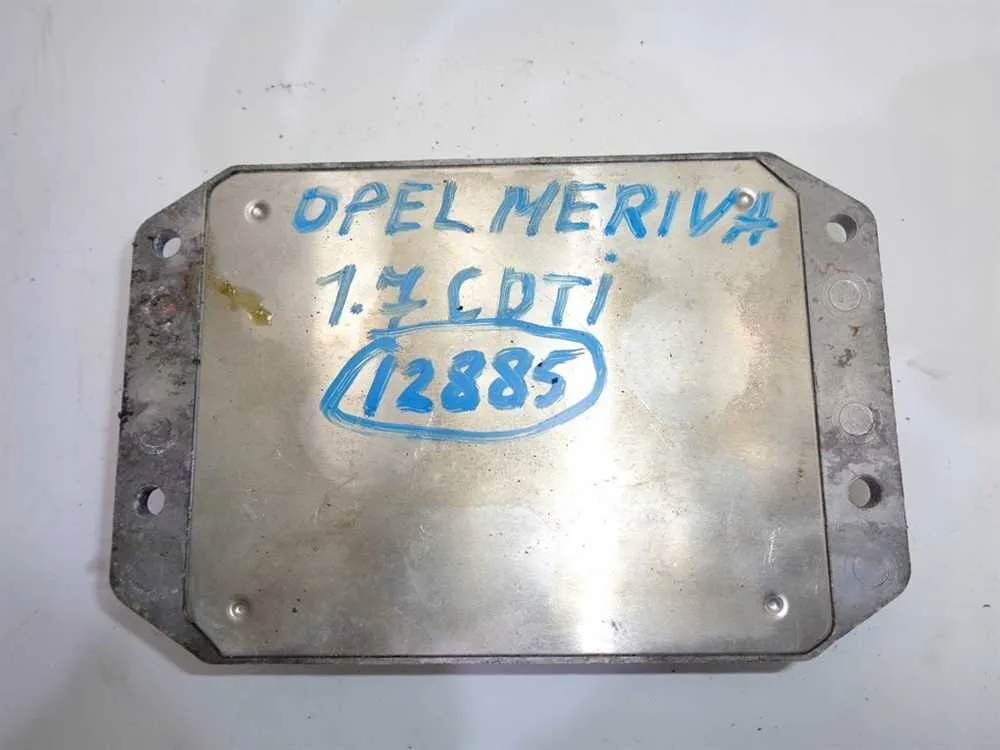 OPEL MERIVA
1.7 CDTi
12885